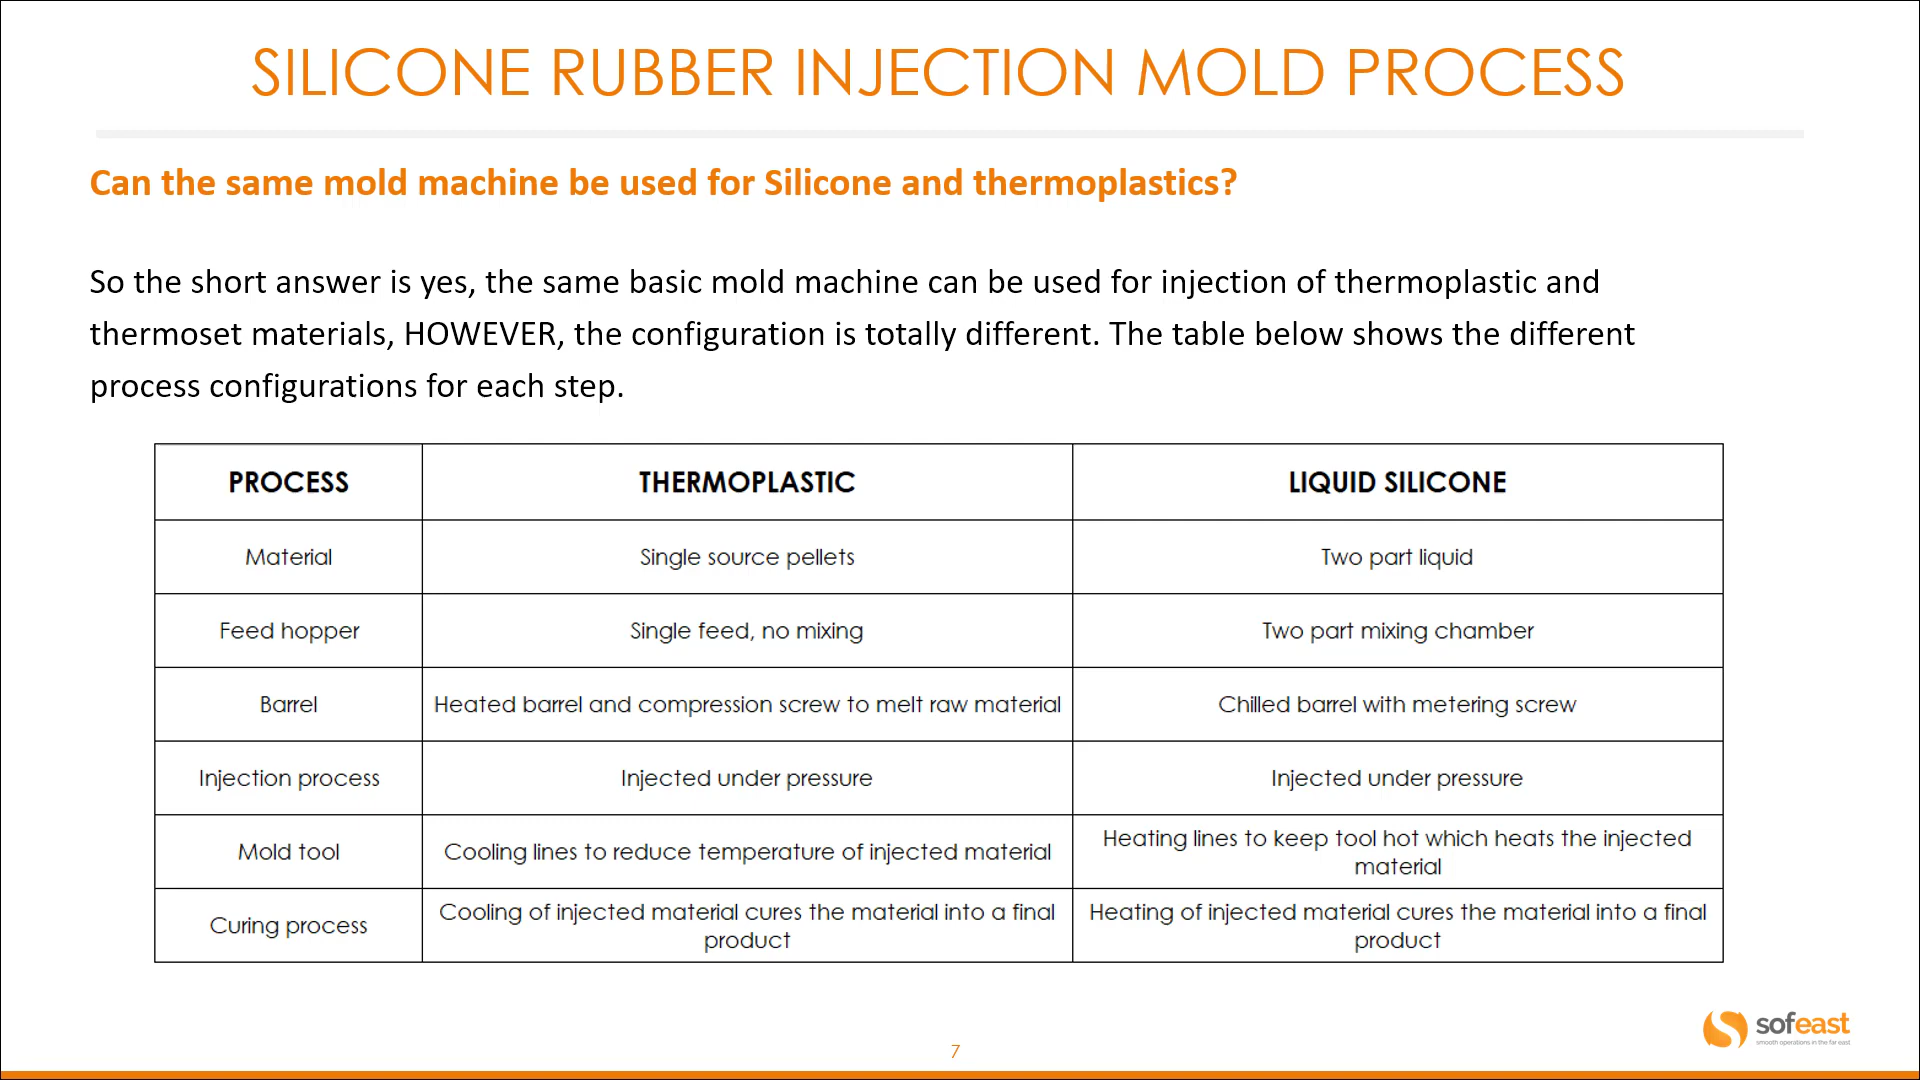 SILICONE RUBBER INJECTION MOLD PROCESS
Can the same mold machine be used for Silicone and thermoplastics?
So the short answer is yes, the same basic mold machine can be used for injection of thermoplastic and
thermoset materials, HOWEVER, the configuration is totally different. The table below shows the different
process configurations for each step.
PROCESS THERMOPLASTIC LIQUID SILICONE
Material Single source pellets Two part liquid
Feed hopper Single feed, no mixing Two part mixing chamber
Barrel Heated barrel and compression screw to melt raw material Chilled barrel with metering screw
Injection process Injected under pressure Injected under pressure
Mold tool Cooling lines to reduce temperature of injected material Heating lines to keep tool hot which heats the injected
material
Curing process Cooling of injected material cures the material into a final
product
Heating of injected material cures the material into a final
product
sofeast
smooth operations in the far east
7